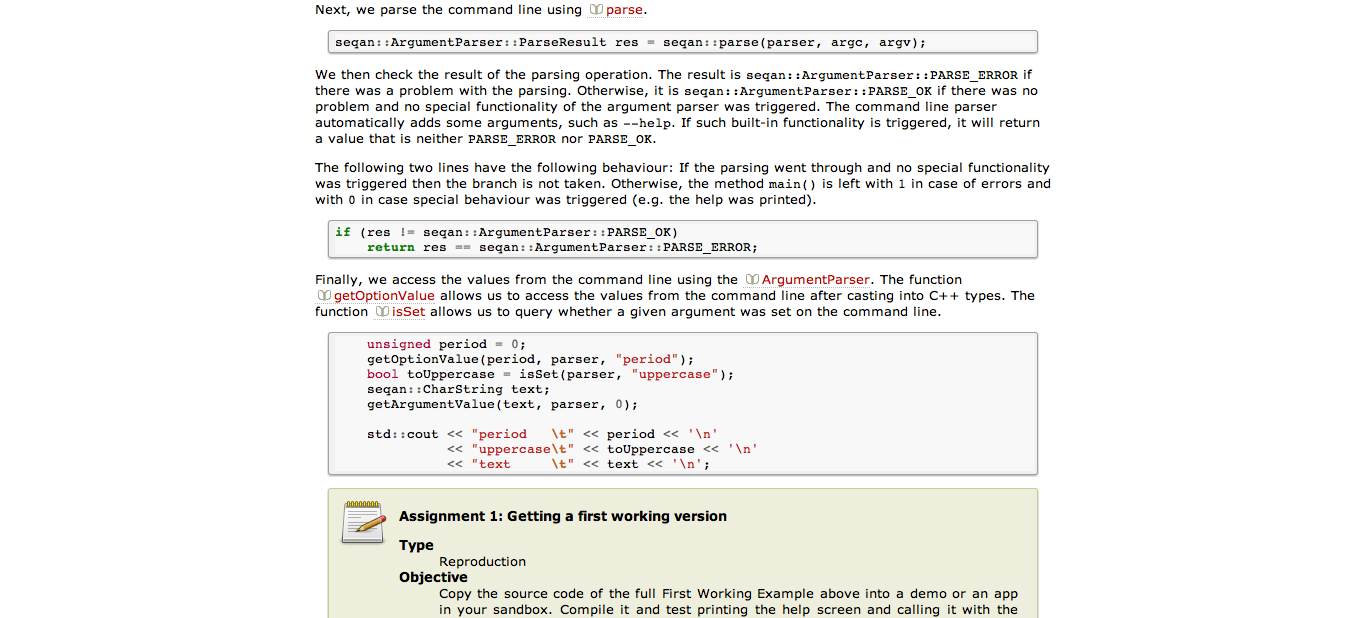 Next, we parse the command line using parse.
seqan::ArgumentParser::ParseResult res = seqan::parse(parser, argc, argv);
We then check the result of the parsing operation. The result is seqan::ArgumentParser::PARSE_ERROR if
there was a problem with the parsing. Otherwise, it is seqan::ArgumentParser::PARSE_OK if there was no
problem and no special functionality of the argument parser was triggered. The command line parser
automatically adds some arguments, such as --help. If such built-in functionality is triggered, it will return
a value that is neither PARSE_ERROR nor PARSE_OK.
The following two lines have the following behaviour: If the parsing went through and no special functionality
was triggered then the branch is not taken. Otherwise, the method main() is left with 1 in case of errors and
with 0 in case special behaviour was triggered (e.g. the help was printed).
if (res != seqan::ArgumentParser::PARSE_OK)
    return res == seqan::ArgumentParser::PARSE_ERROR;
Finally, we access the values from the command line using the ArgumentParser. The function
getOptionValue allows us to access the values from the command line after casting into C++ types. The
function isSet allows us to query whether a given argument was set on the command line.
    unsigned period = 0;
    getOptionValue(period, parser, "period");
    bool toUppercase = isSet(parser, "uppercase");
    seqan::CharString text;
    getArgumentValue(text, parser, 0);
    std::cout << "period   \t" << period << '\n'
              << "uppercase\t" << toUppercase << '\n'
              << "text     \t" << text << '\n';
Assignment 1: Getting a first working version
Type
Reproduction
Objective
Copy the source code of the full First Working Example above into a demo or an app
in your sandbox. Compile it and test printing the help screen and calling it with the